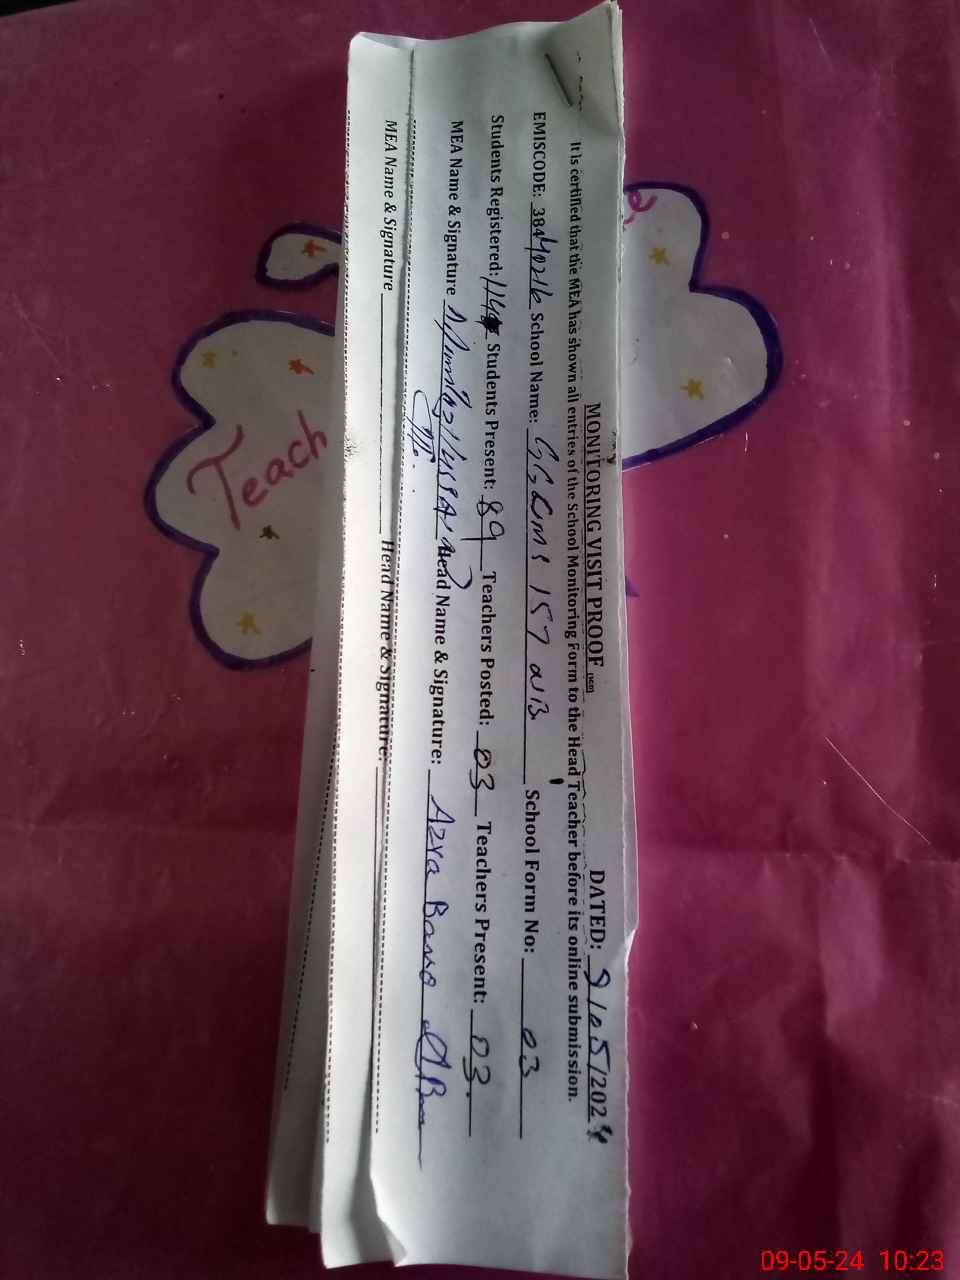 MONITORING VISIT PROOF DATED: 9/05/2024
It is certified that the MEA has shown all entries of the School Monitoring Form to the Head Teacher before its online submission.
EMISCODE: 38440216 School Name: GGCMS 157 NB School Form No: 03
Students Registered: 114 Students Present: 89 Teachers Posted: 03 Teachers Present: 03
MEA Name & Signature Head Name & Signature: Azra Bano
MEA Name & Signature Head Name & Signature:
Teach
09-05-24 10:23